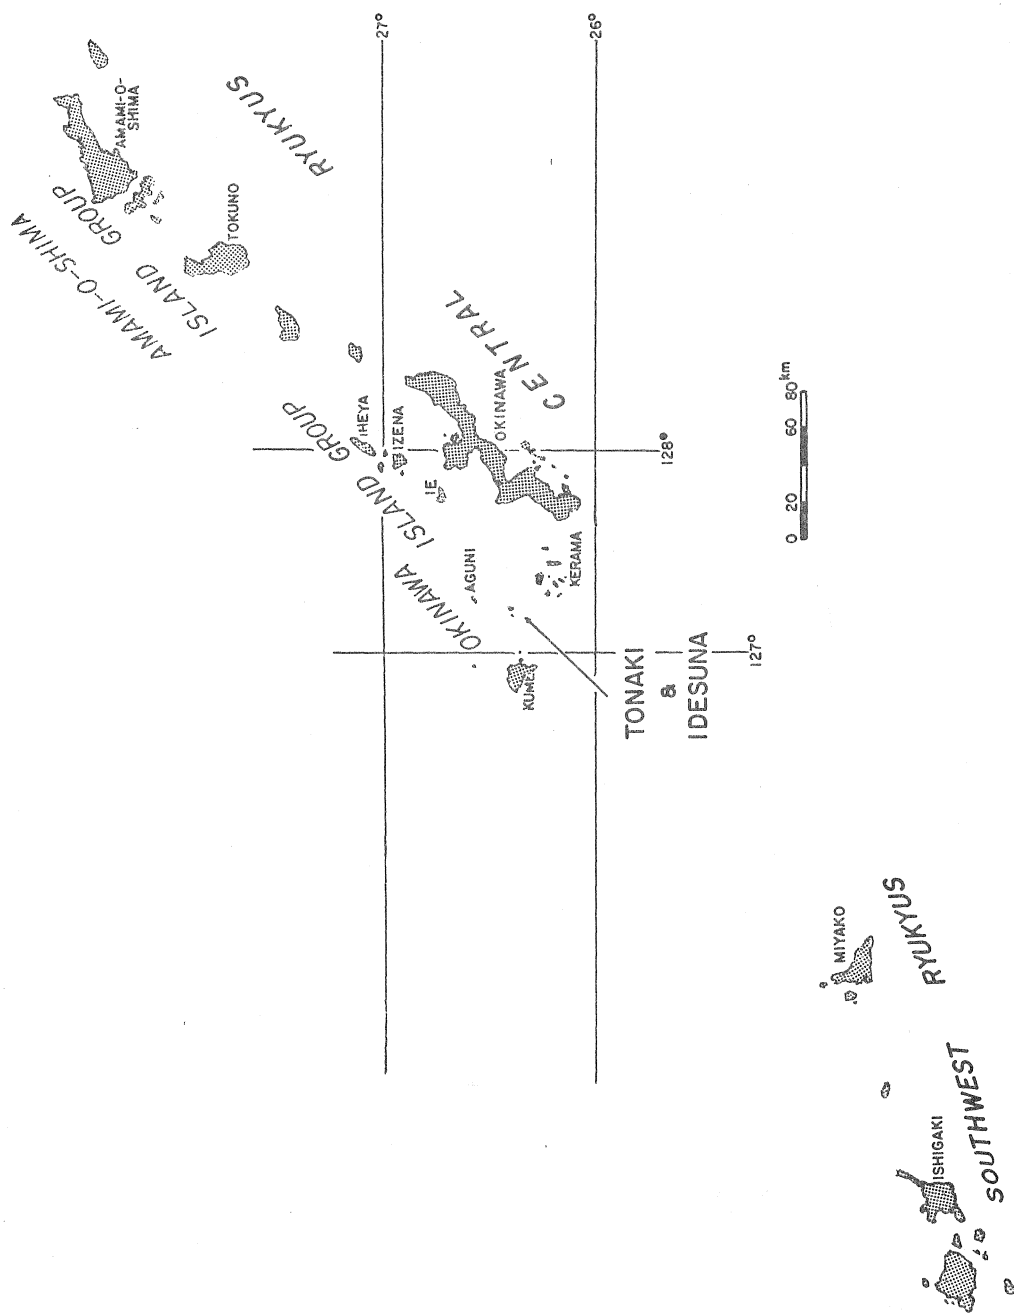 AMAMI-O-SHIMA
ISLAND GROUP
AMAMI-O-
SHIMA
TOKUNO
RYUKYUS
CENTRAL
OKINAWA ISLAND GROUP
IHEYA
IZENA
IE
OKINAWA
AGUNI
KERAMA
KUME
TONAKI
&
IDESUNA
27°
26°
128°
127°
0 20 60 80 km
MIYAKO
RYUKYUS
SOUTHWEST
ISHIGAKI